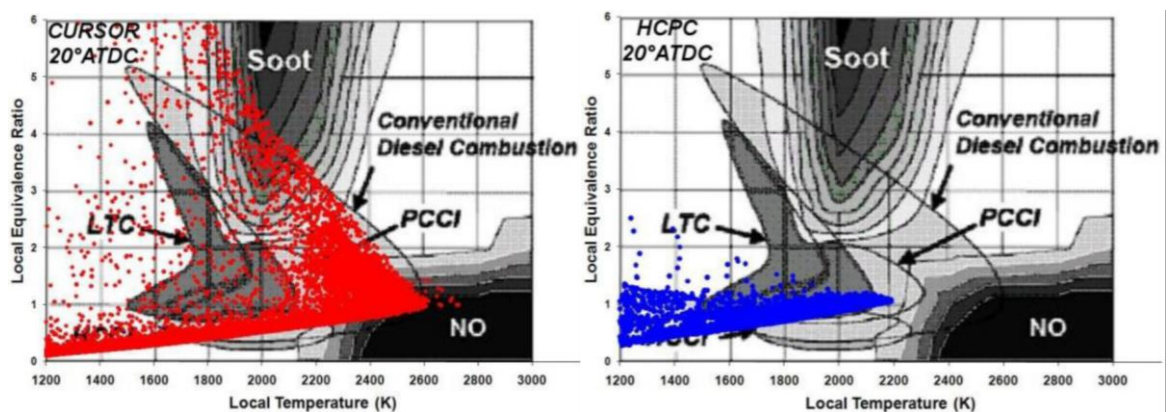 CURSOR
20°ATDC
Soot
Conventional
Diesel Combustion
LTC
PCCI
NO
Local Equivalence Ratio
6
5
4
3
2
1
0
1200 1400 1600 1800 2000 2200 2400 2600 2800 3000
Local Temperature (K)
HCPC
20°ATDC
Soot
Conventional
Diesel Combustion
LTC
PCCI
NO
Local Equivalence Ratio
6
5
4
3
2
1
0
1200 1400 1600 1800 2000 2200 2400 2600 2800 3000
Local Temperature (K)